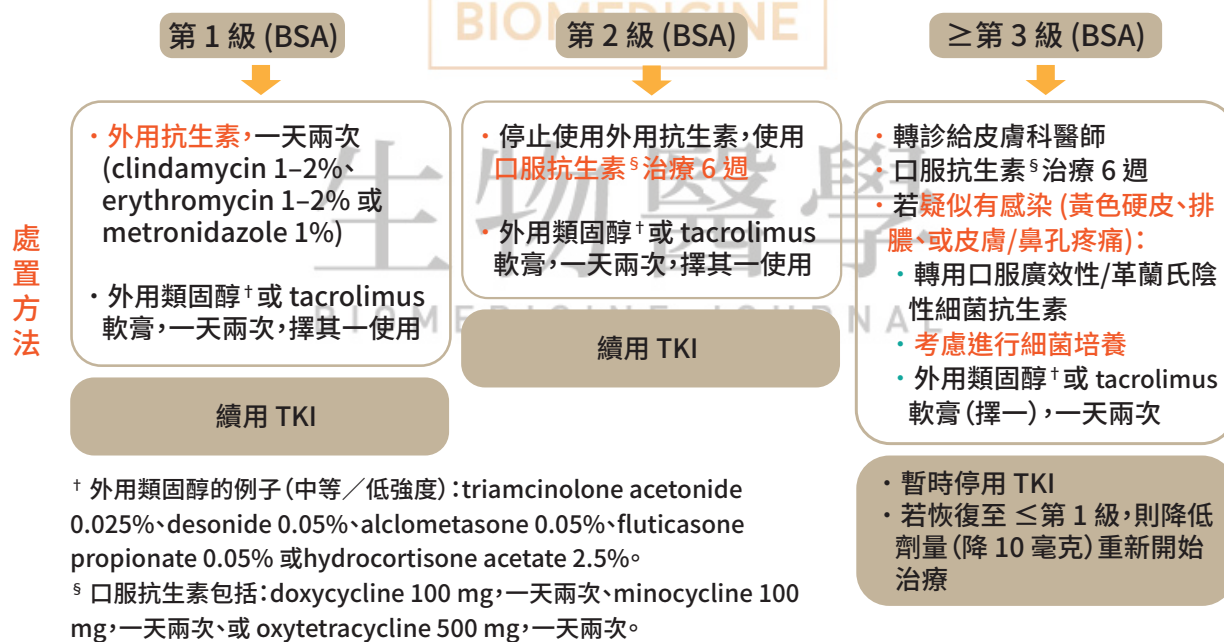 BIOMEDICINE
第 1 級 (BSA)
第 2 級 (BSA)
≥第 3 級 (BSA)
處置方法
・外用抗生素，一天兩次
(clindamycin 1–2%、
erythromycin 1–2% 或
metronidazole 1%)
・外用類固醇†或 tacrolimus
軟膏，一天兩次，擇其一使用
續用 TKI
・停止使用外用抗生素，使用
口服抗生素§治療 6 週
・外用類固醇†或 tacrolimus
軟膏，一天兩次，擇其一使用
續用 TKI
・轉診給皮膚科醫師
・口服抗生素§治療 6 週
・若疑似有感染 (黃色硬皮、排
膿、或皮膚/鼻孔疼痛)：
・轉用口服廣效性/革蘭氏陰
性細菌抗生素
・考慮進行細菌培養
・外用類固醇†或 tacrolimus
軟膏（擇一），一天兩次
・暫時停用 TKI
・若恢復至 ≤第 1 級，則降低
劑量（降 10 毫克）重新開始
治療
生物醫學
BIOMEDICINE JOURNAL
† 外用類固醇的例子（中等／低強度）：triamcinolone acetonide
0.025%、desonide 0.05%、alclometasone 0.05%、fluticasone
propionate 0.05% 或hydrocortisone acetate 2.5%。
§ 口服抗生素包括：doxycycline 100 mg，一天兩次、minocycline 100
mg，一天兩次、或 oxytetracycline 500 mg，一天兩次。